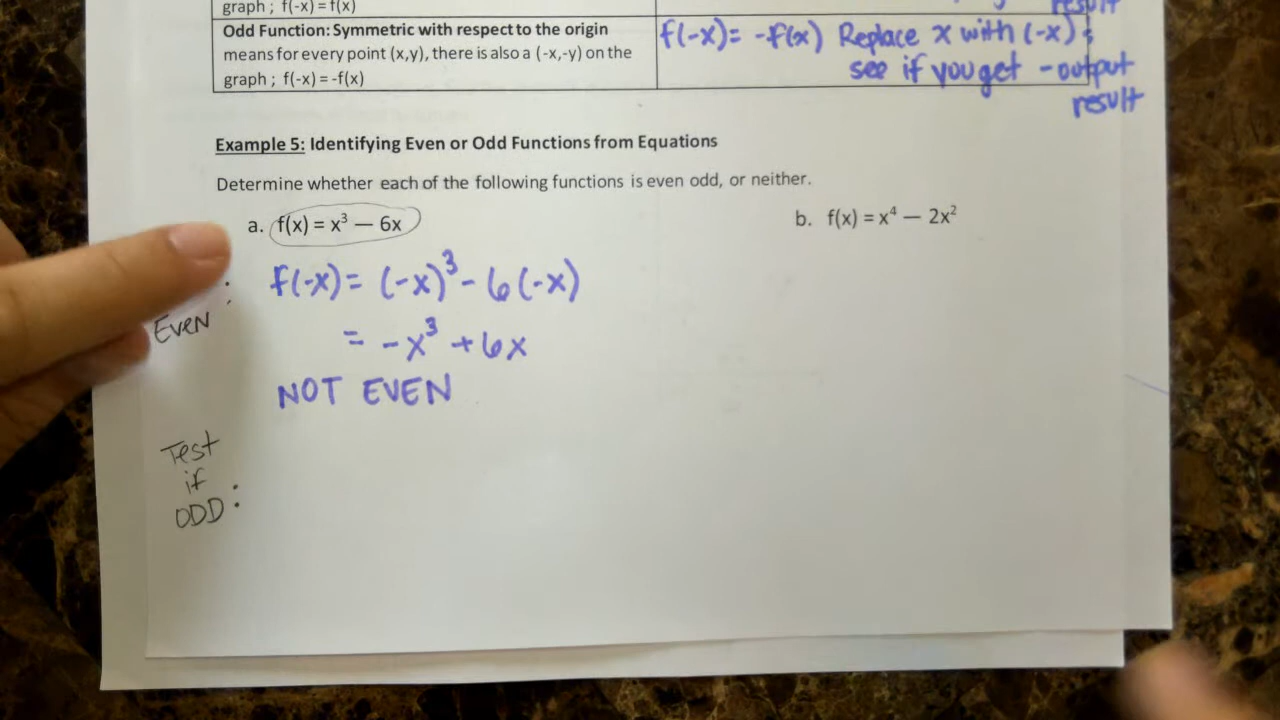 graph ; f(-x) = f(x)
result
Odd Function: Symmetric with respect to the origin
means for every point (x,y), there is also a (-x,-y) on the
graph ; f(-x) = -f(x)
f(-x) = -f(x) Replace x with (-x) &
see if you get - output
result
Example 5: Identifying Even or Odd Functions from Equations
Determine whether each of the following functions is even odd, or neither.
a. f(x) = x³ — 6x
b. f(x) = x⁴ — 2x²
f(-x) = (-x)³ - 6(-x)
Even :
= -x³ + 6x
NOT EVEN
Test
if
ODD :